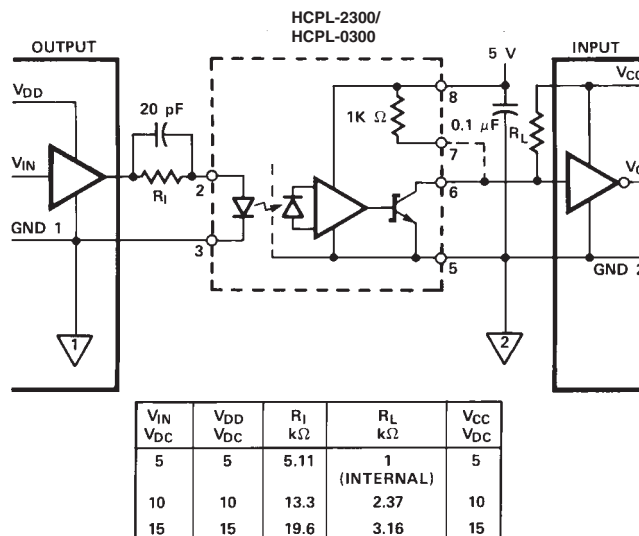 HCPL-2300/
HCPL-0300
OUTPUT
INPUT
5 V
VDD
VCC
20 pF
8
1K Ω
0.1 µF
RL
7
VIN
RI
2
6
GND 1
3
5
GND 2
1
2
VIN VDD RI RL VCC
VDC VDC kΩ kΩ VDC
5 5 5.11 1 5
(INTERNAL)
10 10 13.3 2.37 10
15 15 19.6 3.16 15